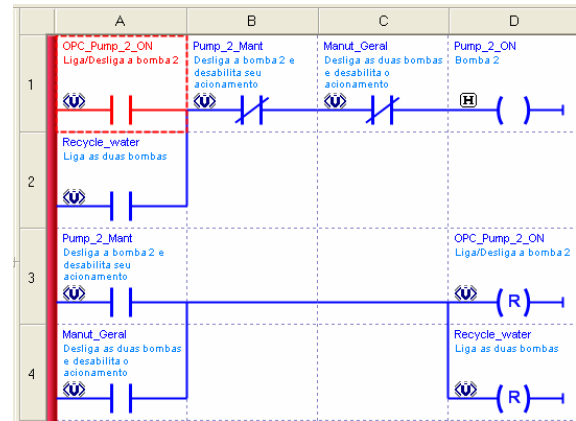 A B C D
1
OPC_Pump_2_ON
Liga/Desliga a bomba 2
Pump_2_Mant
Desliga a bomba 2 e
desabilita seu
acionamento
Manut_Geral
Desliga as duas bombas
e desabilita o
acionamento
Pump_2_ON
Bomba 2
U
U
U
H
2
Recycle_water
Liga as duas bombas
U
3
Pump_2_Mant
Desliga a bomba 2 e
desabilita seu
acionamento
OPC_Pump_2_ON
Liga/Desliga a bomba 2
U
U
R
4
Manut_Geral
Desliga as duas bombas
e desabilita o
acionamento
Recycle_water
Liga as duas bombas
U
U
R